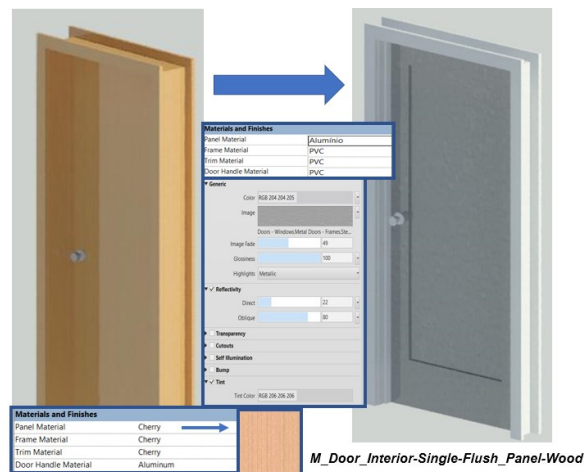 Materials and Finishes
Panel Material Alumínio
Frame Material PVC
Trim Material PVC
Door Handle Material PVC
Generic
Color RGB 204 204 205
Image
Doors - Windows.Metal Doors - Frames.Ste...
Image Fade 49
Glossiness 100
Highlights Metallic
Reflectivity
Direct 22
Oblique 80
Transparency
Cutouts
Self Illumination
Bump
Tint
Tint Color RGB 206 206 206
Materials and Finishes
Panel Material Cherry
Frame Material Cherry
Trim Material Cherry
Door Handle Material Aluminum
M_Door_Interior-Single-Flush_Panel-Wood